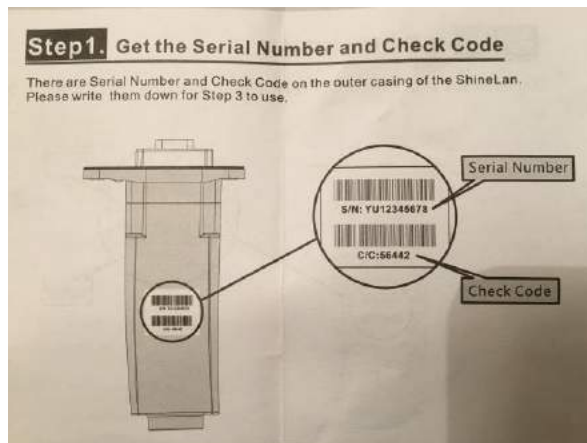 Step1. Get the Serial Number and Check Code
There are Serial Number and Check Code on the outer casing of the ShineLan.
Please write them down for Step 3 to use.
Serial Number
S/N: YU12345678
C/C:56442
Check Code